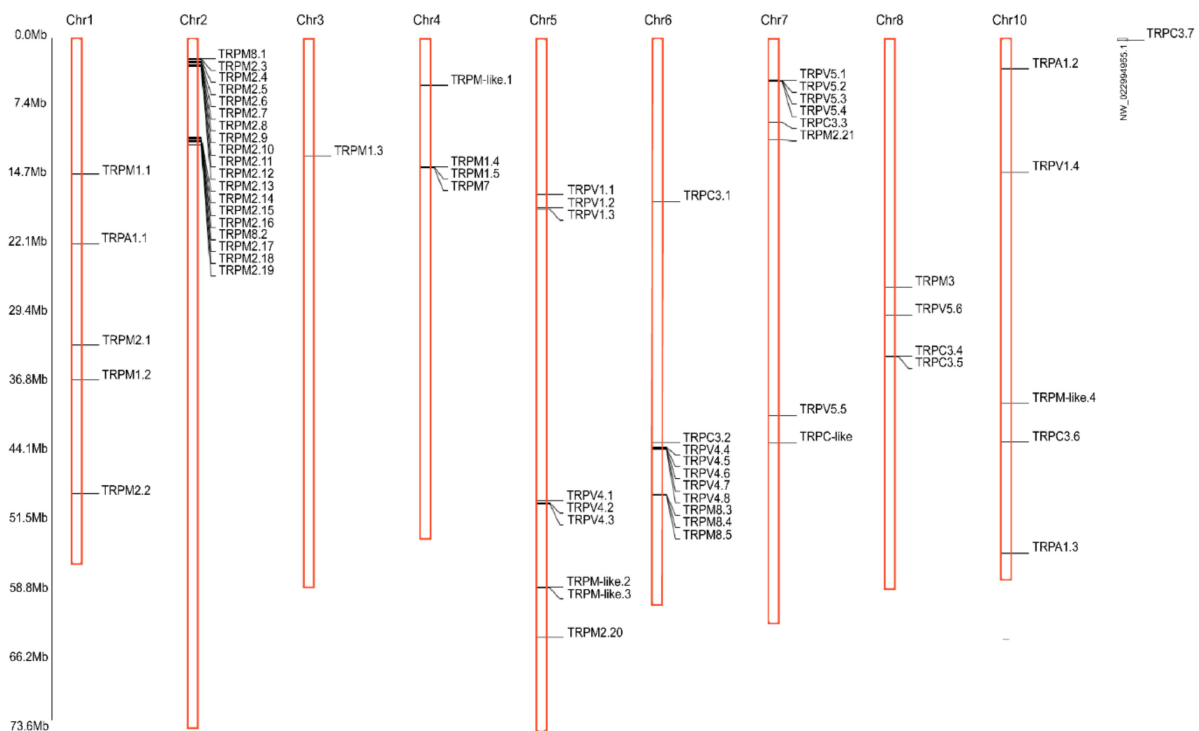 Chr1
Chr2
Chr3
Chr4
Chr5
Chr6
Chr7
Chr8
Chr10
0.0Mb
7.4Mb
14.7Mb
22.1Mb
29.4Mb
36.8Mb
44.1Mb
51.5Mb
58.8Mb
66.2Mb
73.6Mb
TRPM1.1
TRPA1.1
TRPM2.1
TRPM1.2
TRPM2.2
TRPM8.1
TRPM2.3
TRPM2.4
TRPM2.5
TRPM2.6
TRPM2.7
TRPM2.8
TRPM2.9
TRPM2.10
TRPM2.11
TRPM2.12
TRPM2.13
TRPM2.14
TRPM2.15
TRPM2.16
TRPM8.2
TRPM2.17
TRPM2.18
TRPM2.19
TRPM1.3
TRPM-like.1
TRPM1.4
TRPM1.5
TRPM7
TRPV1.1
TRPV1.2
TRPV1.3
TRPV4.1
TRPV4.2
TRPV4.3
TRPM-like.2
TRPM-like.3
TRPM2.20
TRPC3.1
TRPC3.2
TRPV4.4
TRPV4.5
TRPV4.6
TRPV4.7
TRPV4.8
TRPM8.3
TRPM8.4
TRPM8.5
TRPV5.1
TRPV5.2
TRPV5.3
TRPV5.4
TRPC3.3
TRPM2.21
TRPV5.5
TRPC-like
TRPM3
TRPV5.6
TRPC3.4
TRPC3.5
TRPA1.2
TRPV1.4
TRPM-like.4
TRPC3.6
TRPA1.3
TRPC3.7
NW_022994955.1